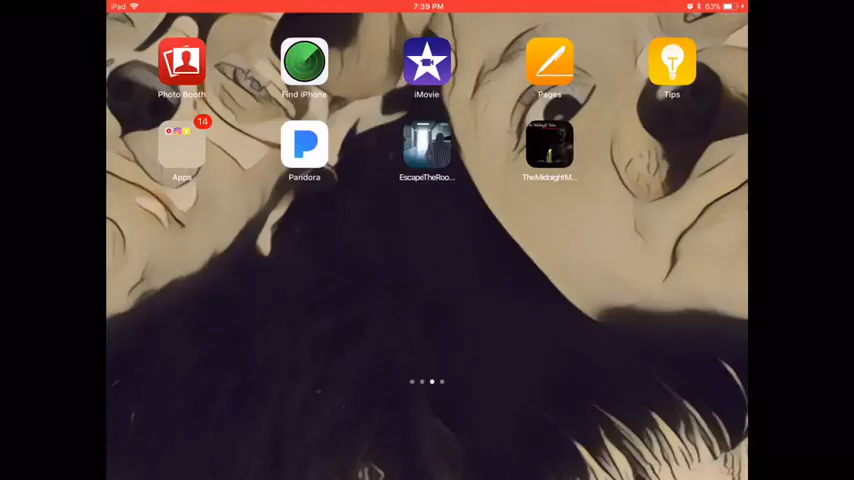 iPad 7:39 PM 63%
Photo Booth Find iPhone iMovie Pages Tips
14
Apps Pandora EscapeTheRoo... TheMidnightM...